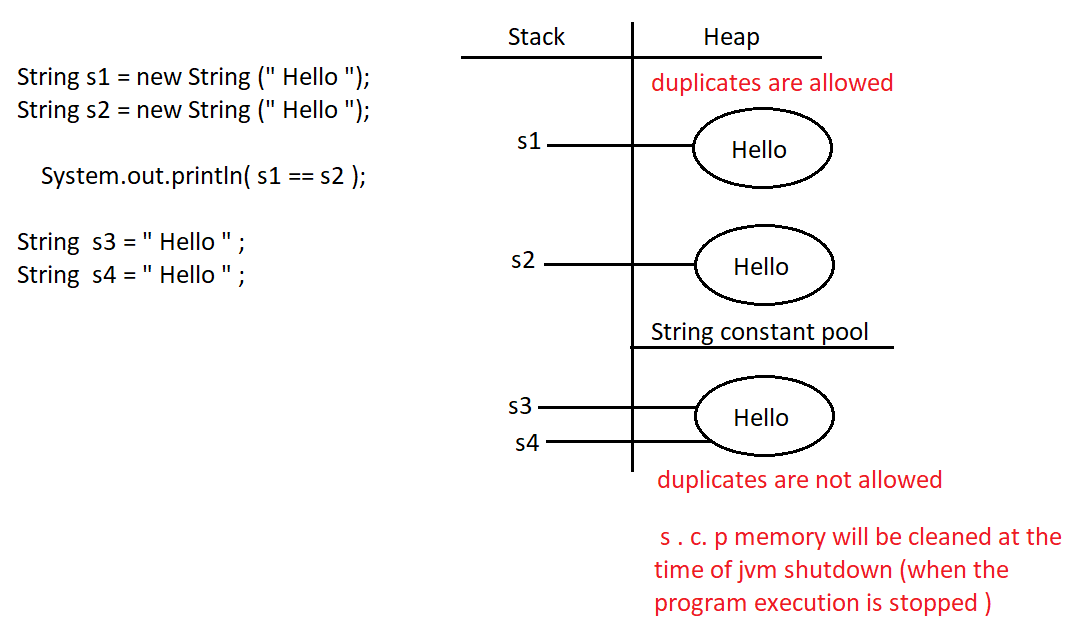 String s1 = new String (" Hello ");
String s2 = new String (" Hello ");
System.out.println( s1 == s2 );
String  s3 = " Hello " ;
String  s4 = " Hello " ;
Stack
Heap
duplicates are allowed
s1
Hello
s2
Hello
String constant pool
s3
Hello
s4
duplicates are not allowed
s . c. p memory will be cleaned at the
time of jvm shutdown (when the
program execution is stopped )